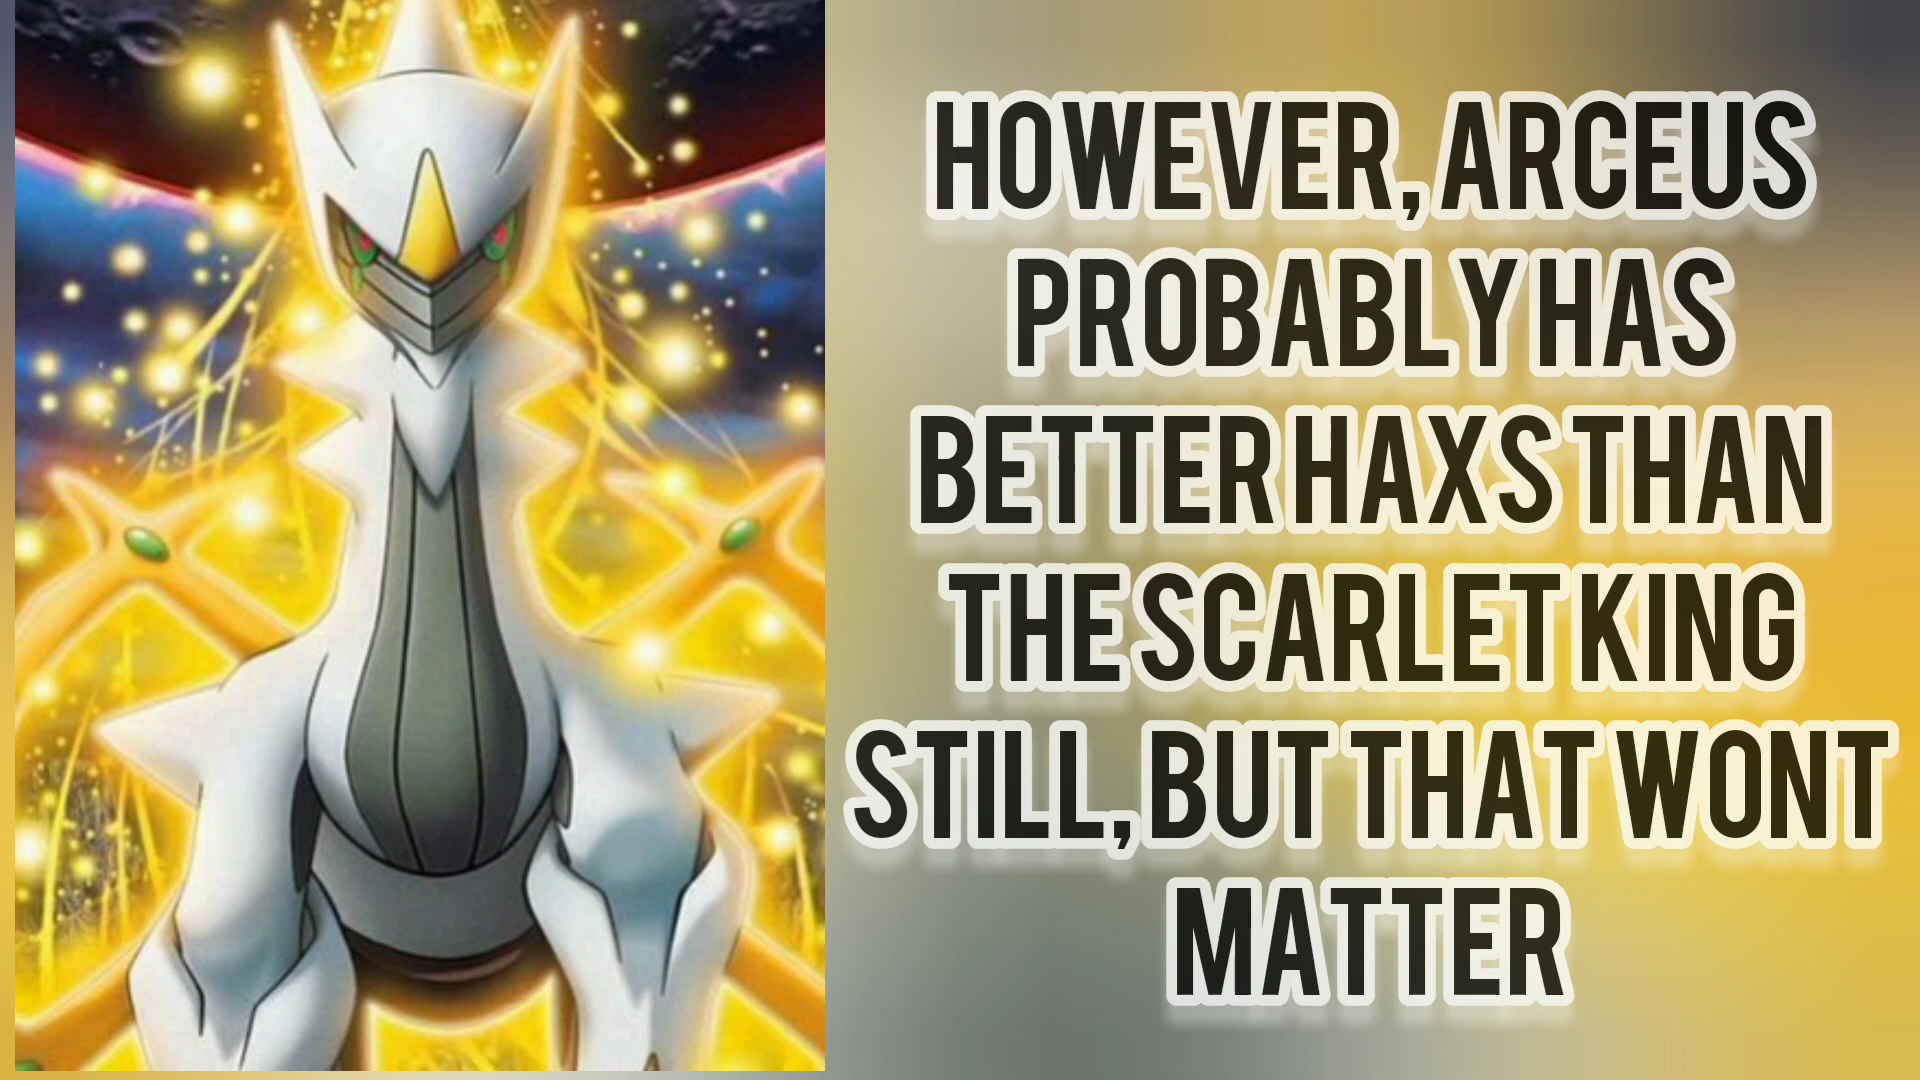 HOWEVER, ARCEUS
PROBABLY HAS
BETTER HAXS THAN
THE SCARLET KING
STILL, BUT THAT WONT
MATTER